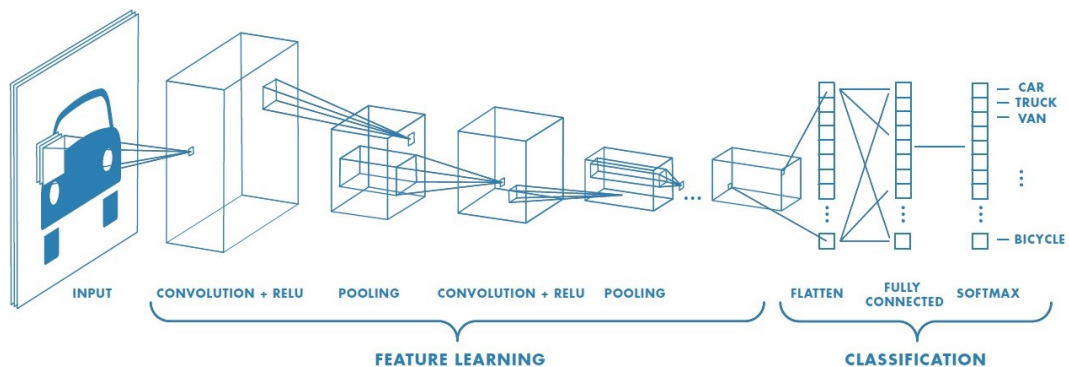 CAR
TRUCK
VAN
BICYCLE
INPUT
CONVOLUTION + RELU
POOLING
CONVOLUTION + RELU
POOLING
FLATTEN
FULLY
CONNECTED
SOFTMAX
FEATURE LEARNING
CLASSIFICATION